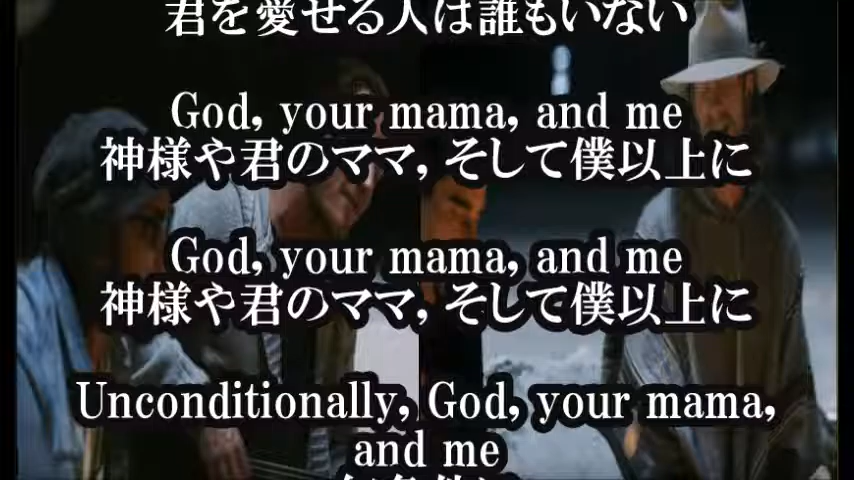 君を愛せる人は誰もいない
God, your mama, and me
神様や君のママ, そして僕以上に
God, your mama, and me
神様や君のママ, そして僕以上に
Unconditionally, God, your mama,
and me